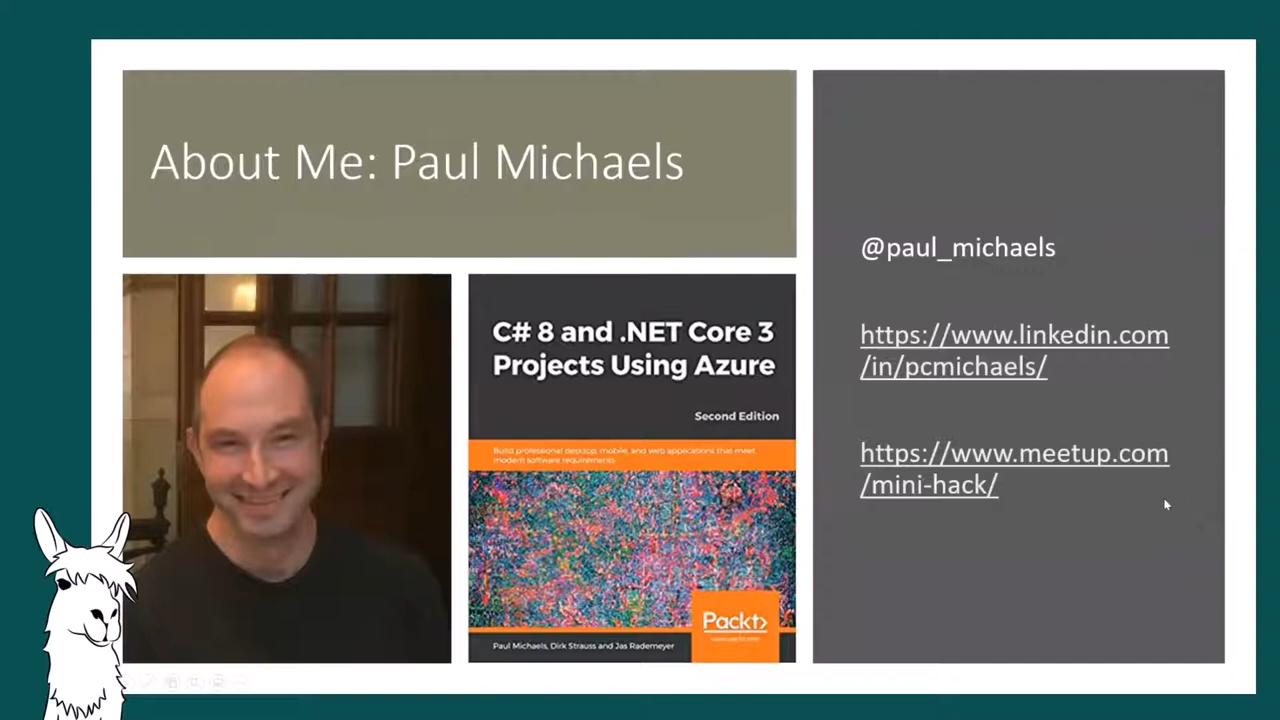 About Me: Paul Michaels
C# 8 and .NET Core 3
Projects Using Azure
Second Edition
Build professional desktop, mobile, and web applications that meet
modern software requirements
Packt>
Paul Michaels, Dirk Strauss and Jas Rademeyer
@paul_michaels
https://www.linkedin.com
/in/pcmichaels/
https://www.meetup.com
/mini-hack/